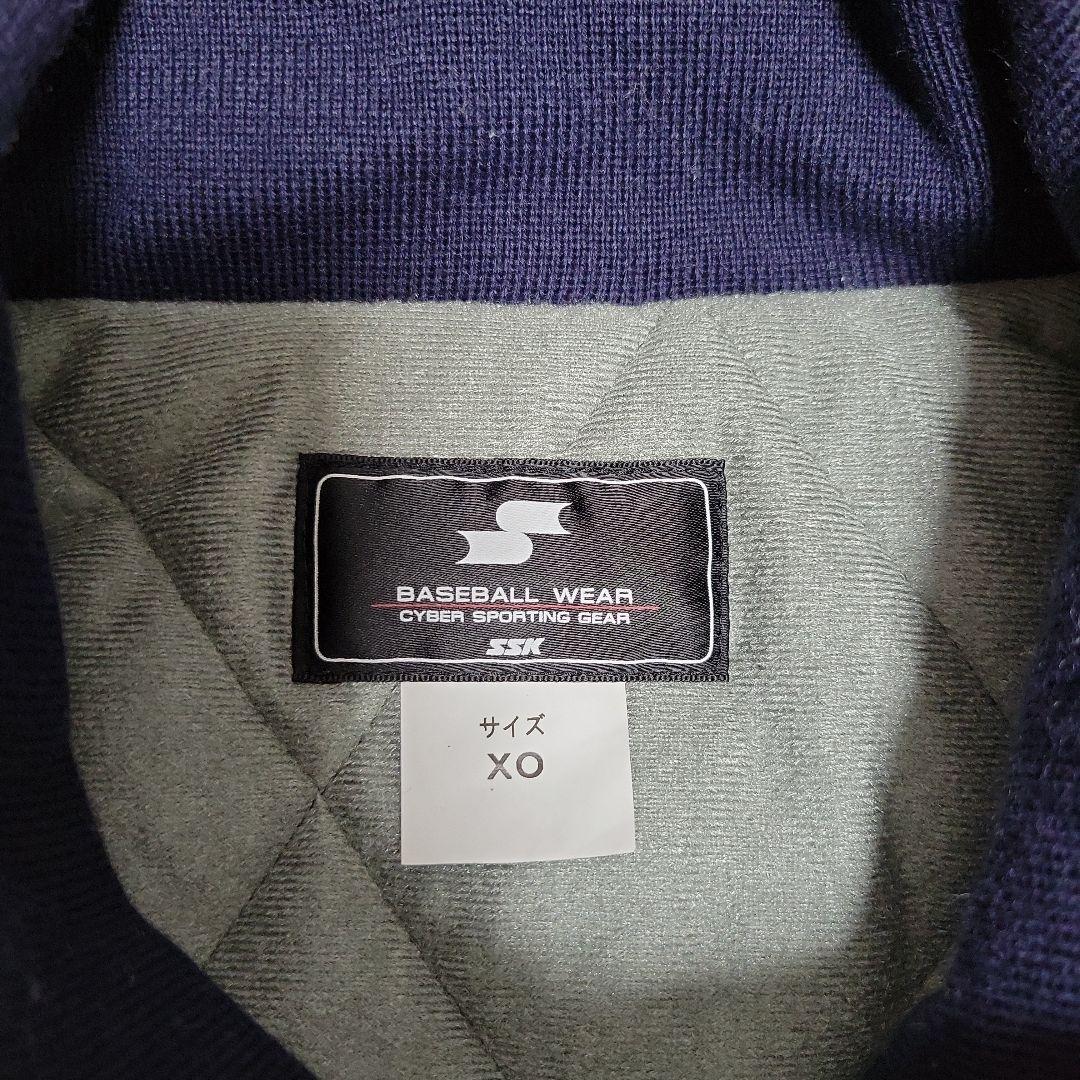 BASEBALL WEAR
CYBER SPORTING GEAR
SSK
サイズ
XO